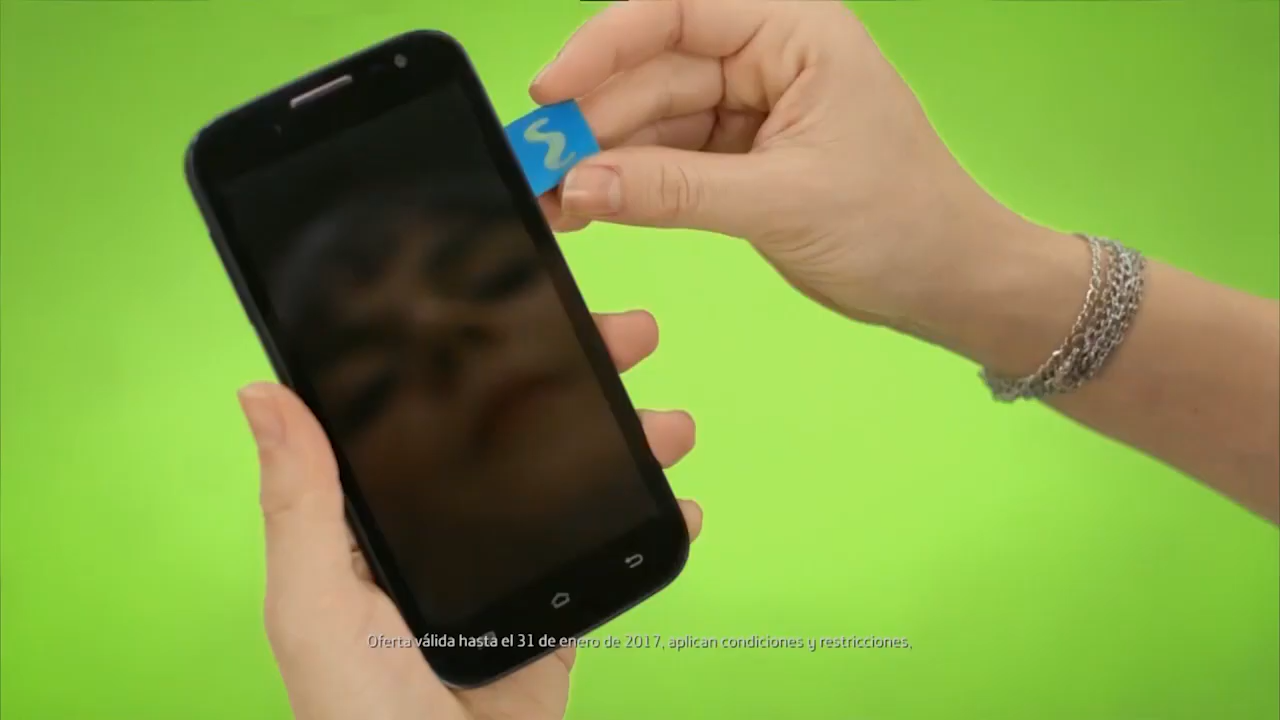 Oferta válida hasta el 31 de enero de 2017, aplican condiciones y restricciones,